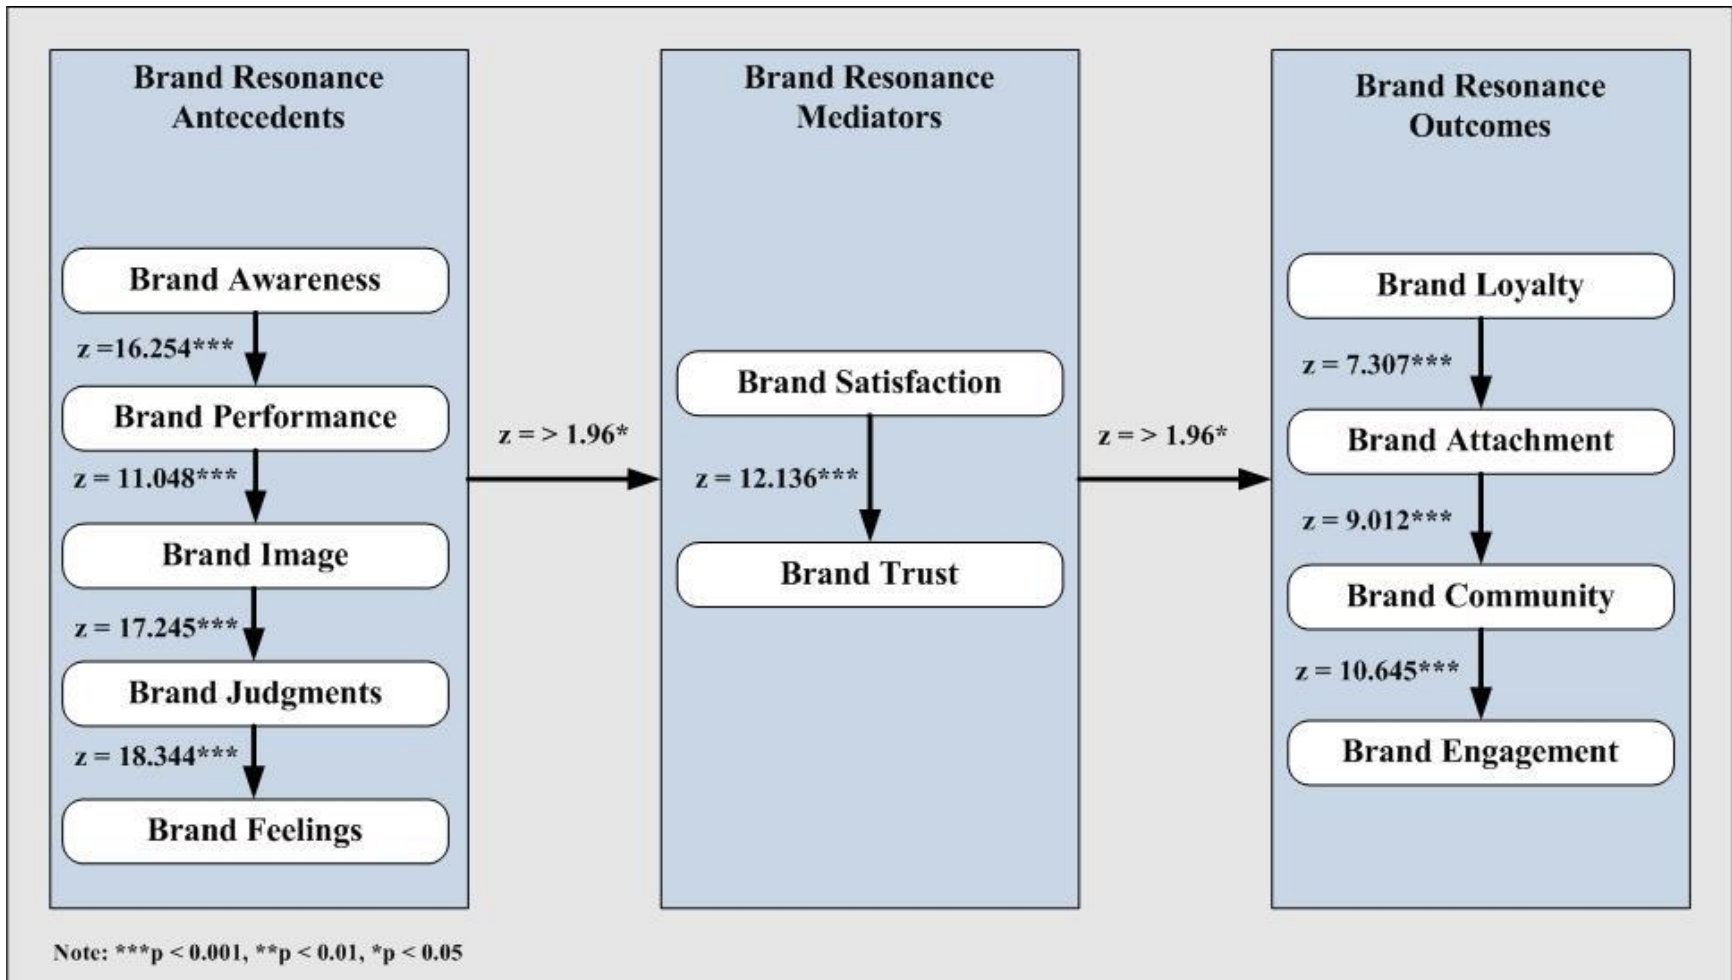 Brand Resonance
Antecedents
Brand Awareness
z =16.254***
Brand Performance
z = 11.048***
Brand Image
z = 17.245***
Brand Judgments
z = 18.344***
Brand Feelings
z = > 1.96*
Brand Resonance
Mediators
Brand Satisfaction
z = 12.136***
Brand Trust
z = > 1.96*
Brand Resonance
Outcomes
Brand Loyalty
z = 7.307***
Brand Attachment
z = 9.012***
Brand Community
z = 10.645***
Brand Engagement
Note: ***p < 0.001, **p < 0.01, *p < 0.05